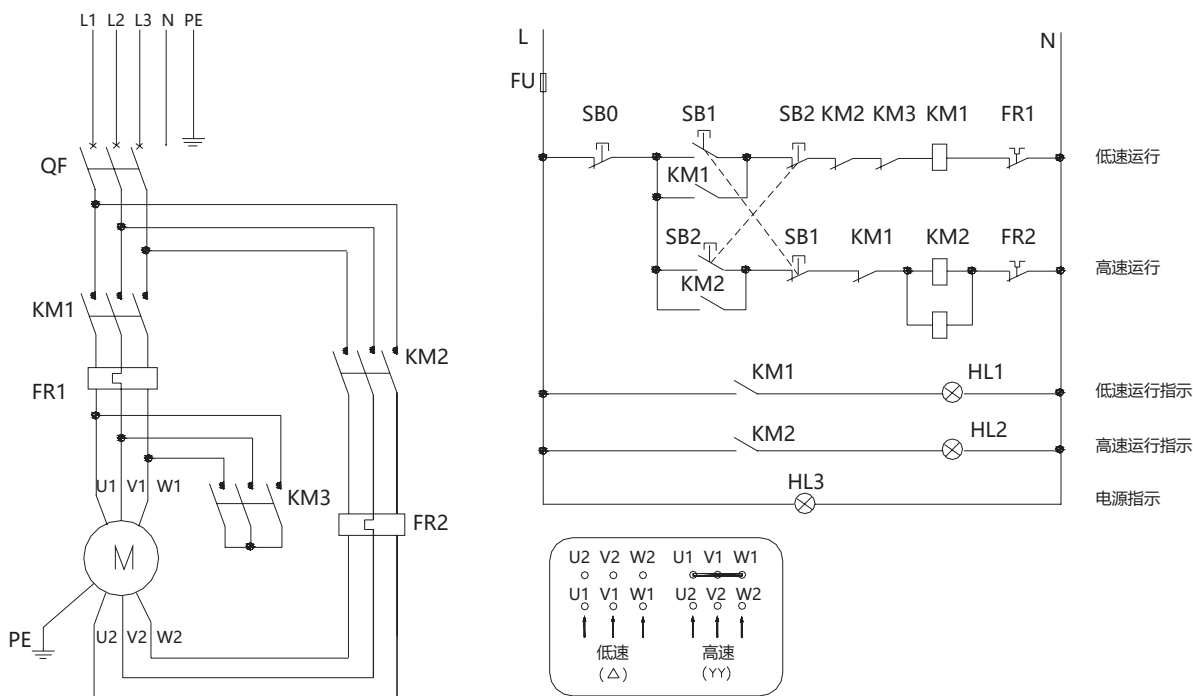 L1 L2 L3 N PE
QF
KM1
FR1
KM2
U1 V1 W1
KM3
FR2
M
PE
U2 V2 W2
L
N
FU
SB0 SB1 SB2 KM2 KM3 KM1 FR1
低速运行
KM1
SB2 SB1 KM1 KM2 FR2
高速运行
KM2
KM1 HL1
低速运行指示
KM2 HL2
高速运行指示
HL3
电源指示
U2 V2 W2 U1 V1 W1
U1 V1 W1 U2 V2 W2
低速 高速
(△) (YY)